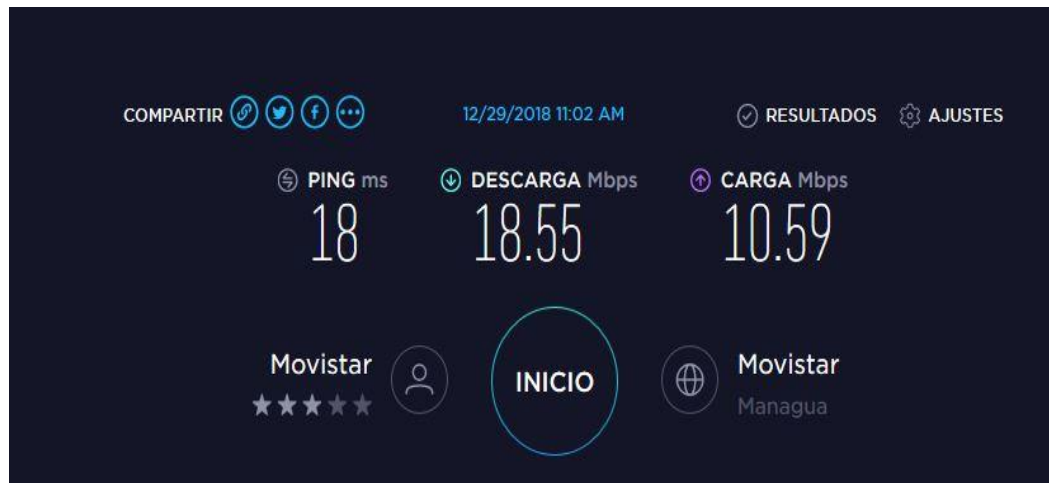 COMPARTIR 12/29/2018 11:02 AM RESULTADOS AJUSTES
PING ms DESCARGA Mbps CARGA Mbps
18 18.55 10.59
Movistar INICIO Movistar
Managua